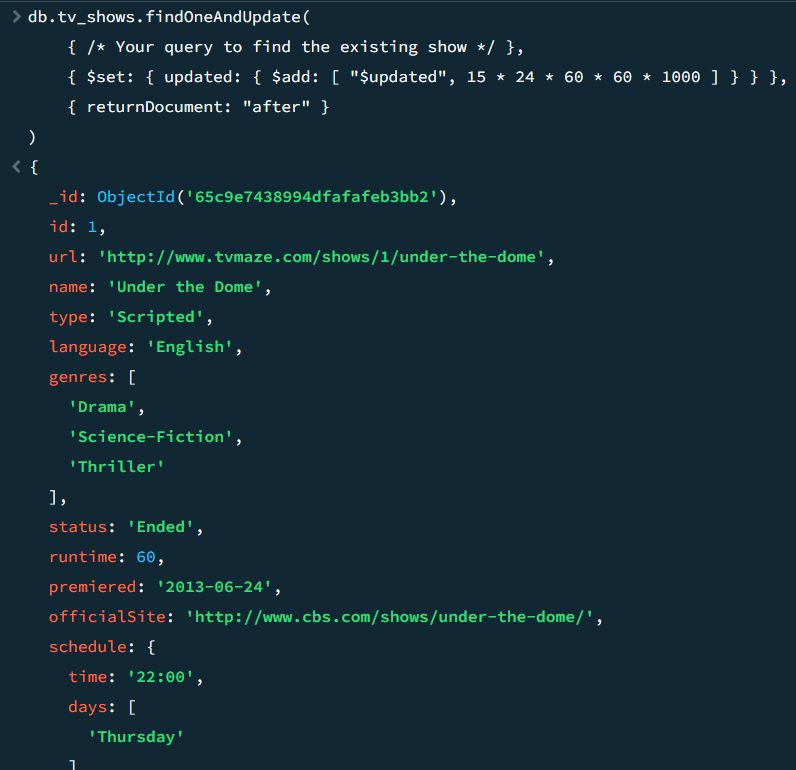 > db.tv_shows.findOneAndUpdate(
{ /* Your query to find the existing show */ },
{ $set: { updated: { $add: [ "$updated", 15 * 24 * 60 * 60 * 1000 ] } } },
{ returnDocument: "after" }
)
< {
_id: ObjectId('65c9e7438994dfafafeb3bb2'),
id: 1,
url: 'http://www.tvmaze.com/shows/1/under-the-dome',
name: 'Under the Dome',
type: 'Scripted',
language: 'English',
genres: [
'Drama',
'Science-Fiction',
'Thriller'
],
status: 'Ended',
runtime: 60,
premiered: '2013-06-24',
officialSite: 'http://www.cbs.com/shows/under-the-dome/',
schedule: {
time: '22:00',
days: [
'Thursday'
]